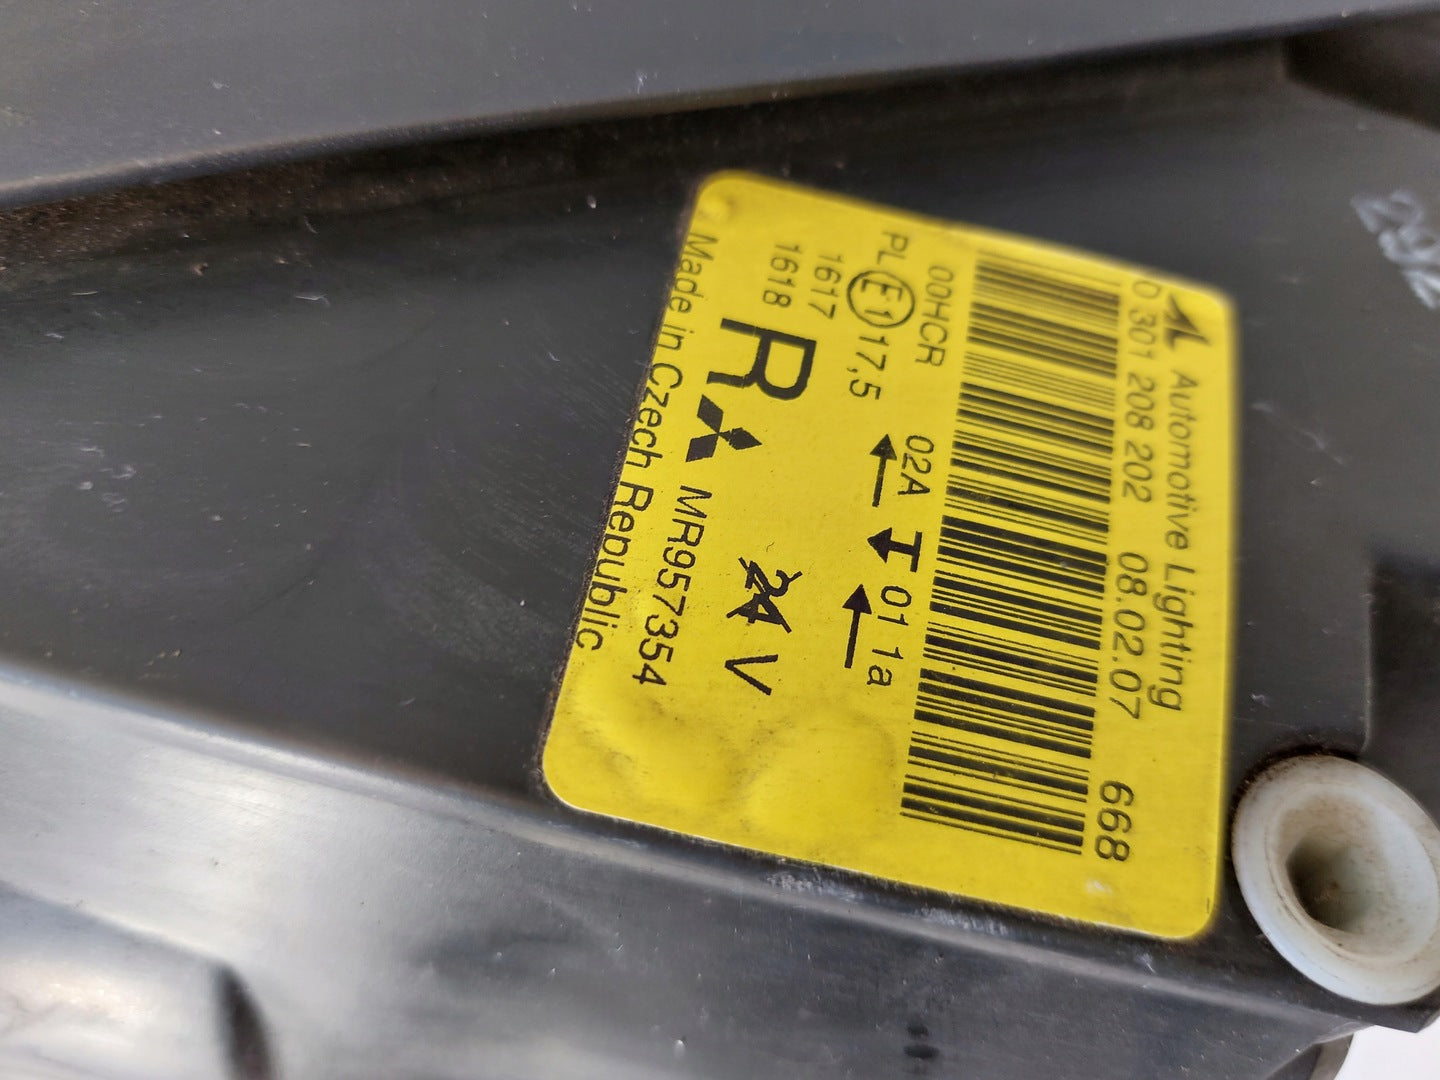 Automotive Lighting
0 301 208 202 08.02.07 668
00HCR 02A 01 1a
PL E1 17,5
1617
1618
R 24 V
MR957354
Made in Czech Republic
292